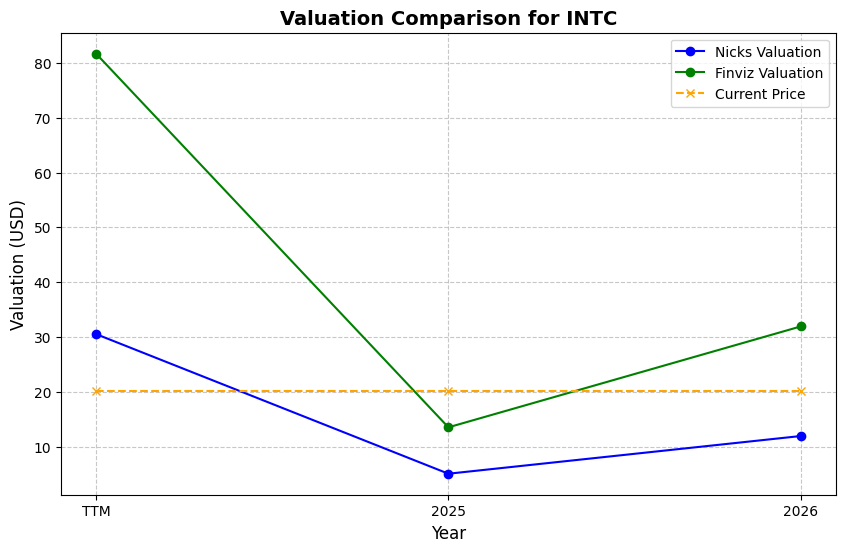 Valuation Comparison for INTC
Nicks Valuation
Finviz Valuation
Current Price
Valuation (USD)
80
70
60
50
40
30
20
10
TTM
2025
2026
Year